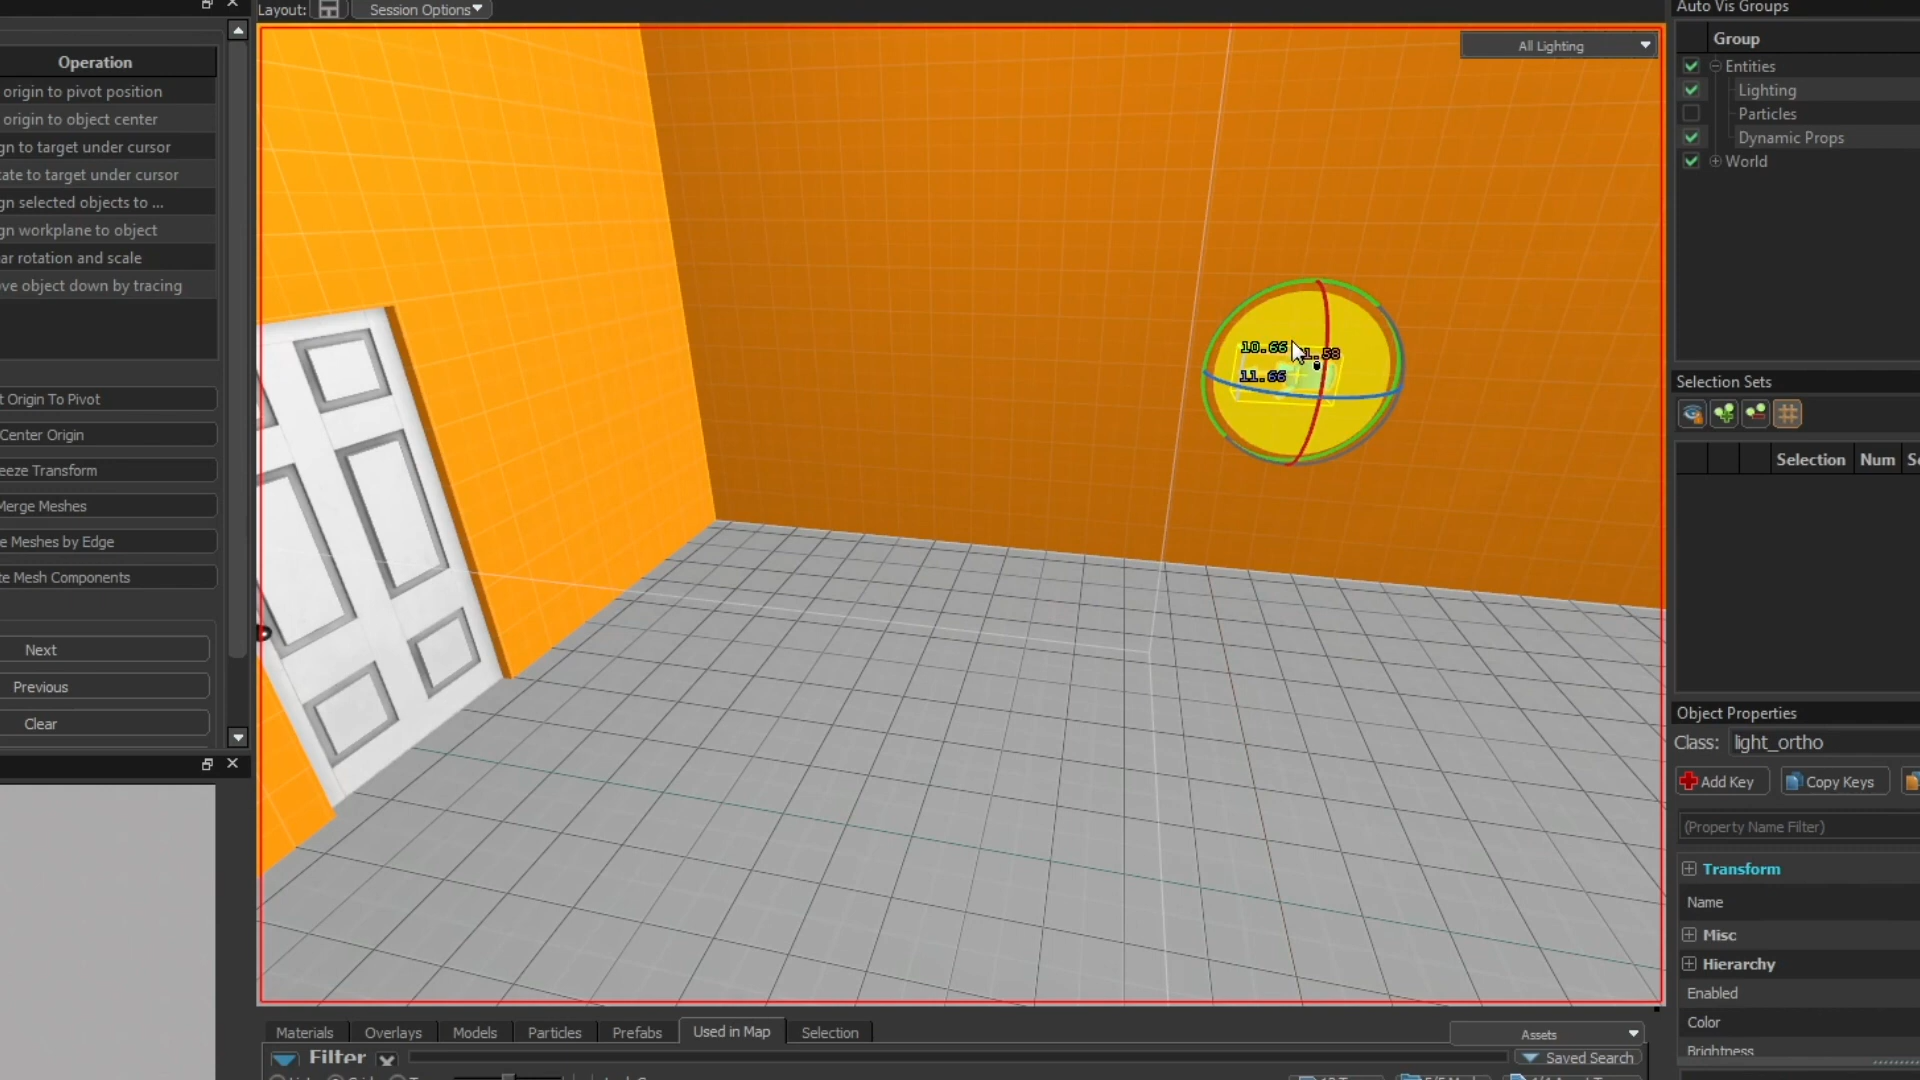 Layout:
Session Options
Auto Vis Groups
Operation
All Lighting
Group
origin to pivot position
Entities
origin to object center
Lighting
gn to target under cursor
Particles
ate to target under cursor
Dynamic Props
gn selected objects to ...
World
gn workplane to object
ar rotation and scale
ove object down by tracing
10.66
1.58
11.66
Selection Sets
t Origin To Pivot
Center Origin
eeze Transform
Selection Num
Merge Meshes
e Meshes by Edge
te Mesh Components
Next
Previous
Clear
Object Properties
Class: light_ortho
Add Key
Copy Keys
(Property Name Filter)
Transform
Name
Misc
Hierarchy
Enabled
Color
Brightness
Materials
Overlays
Models
Particles
Prefabs
Used in Map
Selection
Assets
Filter
Saved Search